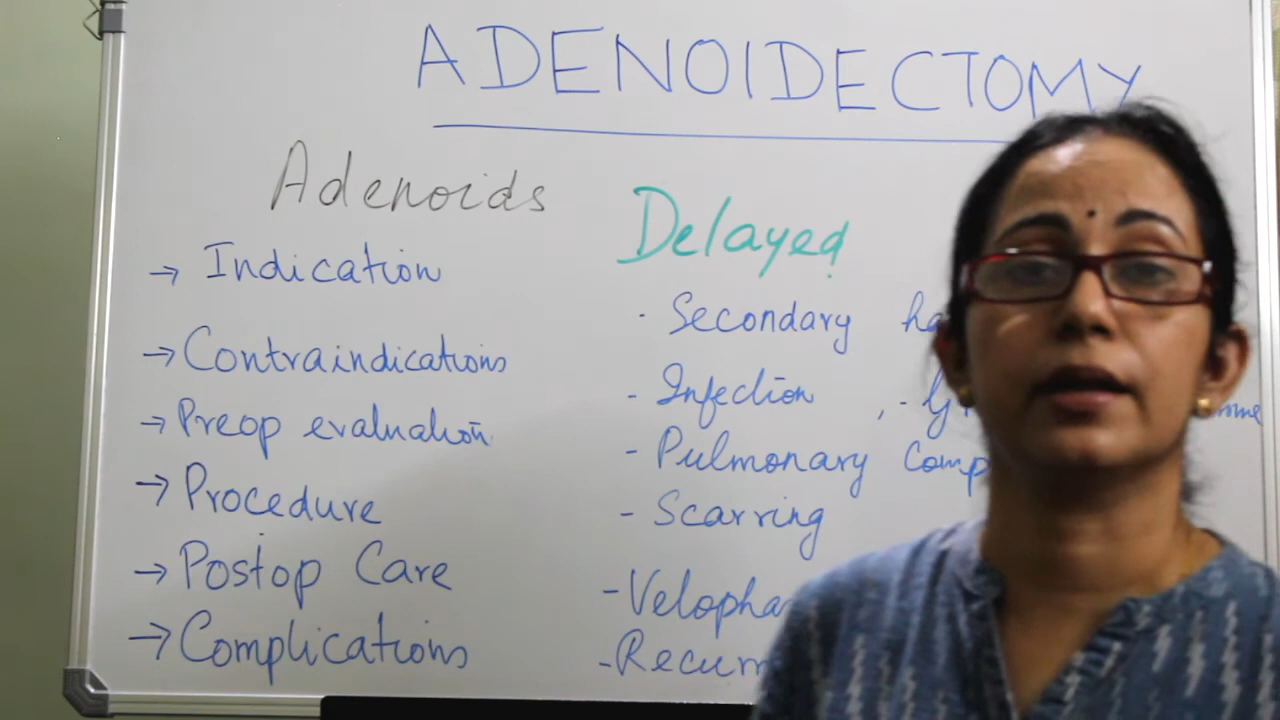 ADENOIDECTOMY
Adenoids
→ Indication
→ Contraindications
→ Preop evaluation
→ Procedure
→ Postop Care
→ Complications
Delayed
· Secondary
- Infection , -
- Pulmonary
- Scarring